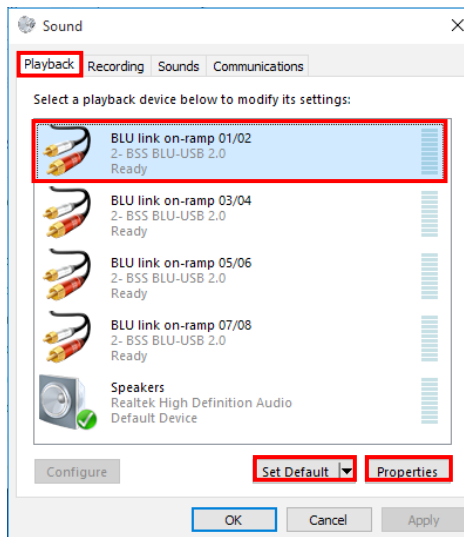 Sound
Playback Recording Sounds Communications
Select a playback device below to modify its settings:
BLU link on-ramp 01/02
2- BSS BLU-USB 2.0
Ready
BLU link on-ramp 03/04
2- BSS BLU-USB 2.0
Ready
BLU link on-ramp 05/06
2- BSS BLU-USB 2.0
Ready
BLU link on-ramp 07/08
2- BSS BLU-USB 2.0
Ready
Speakers
Realtek High Definition Audio
Default Device
Configure Set Default Properties
OK Cancel Apply